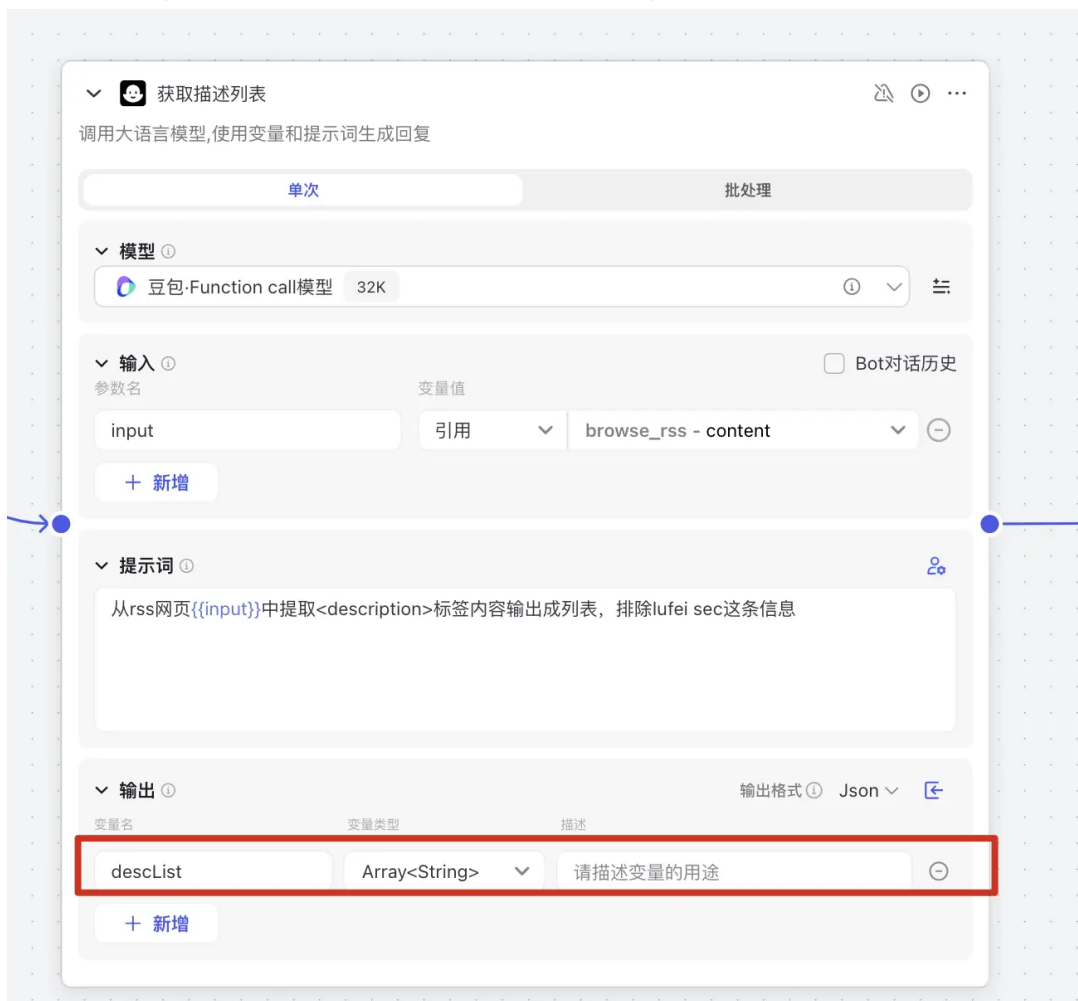 获取描述列表
调用大语言模型,使用变量和提示词生成回复
单次 批处理
模型
豆包·Function call模型 32K
输入 Bot对话历史
参数名 变量值
input 引用 browse_rss - content
+ 新增
提示词
从rss网页{{input}}中提取<description>标签内容输出成列表，排除lufei sec这条信息
输出 输出格式 Json
变量名 变量类型 描述
descList Array<String> 请描述变量的用途
+ 新增